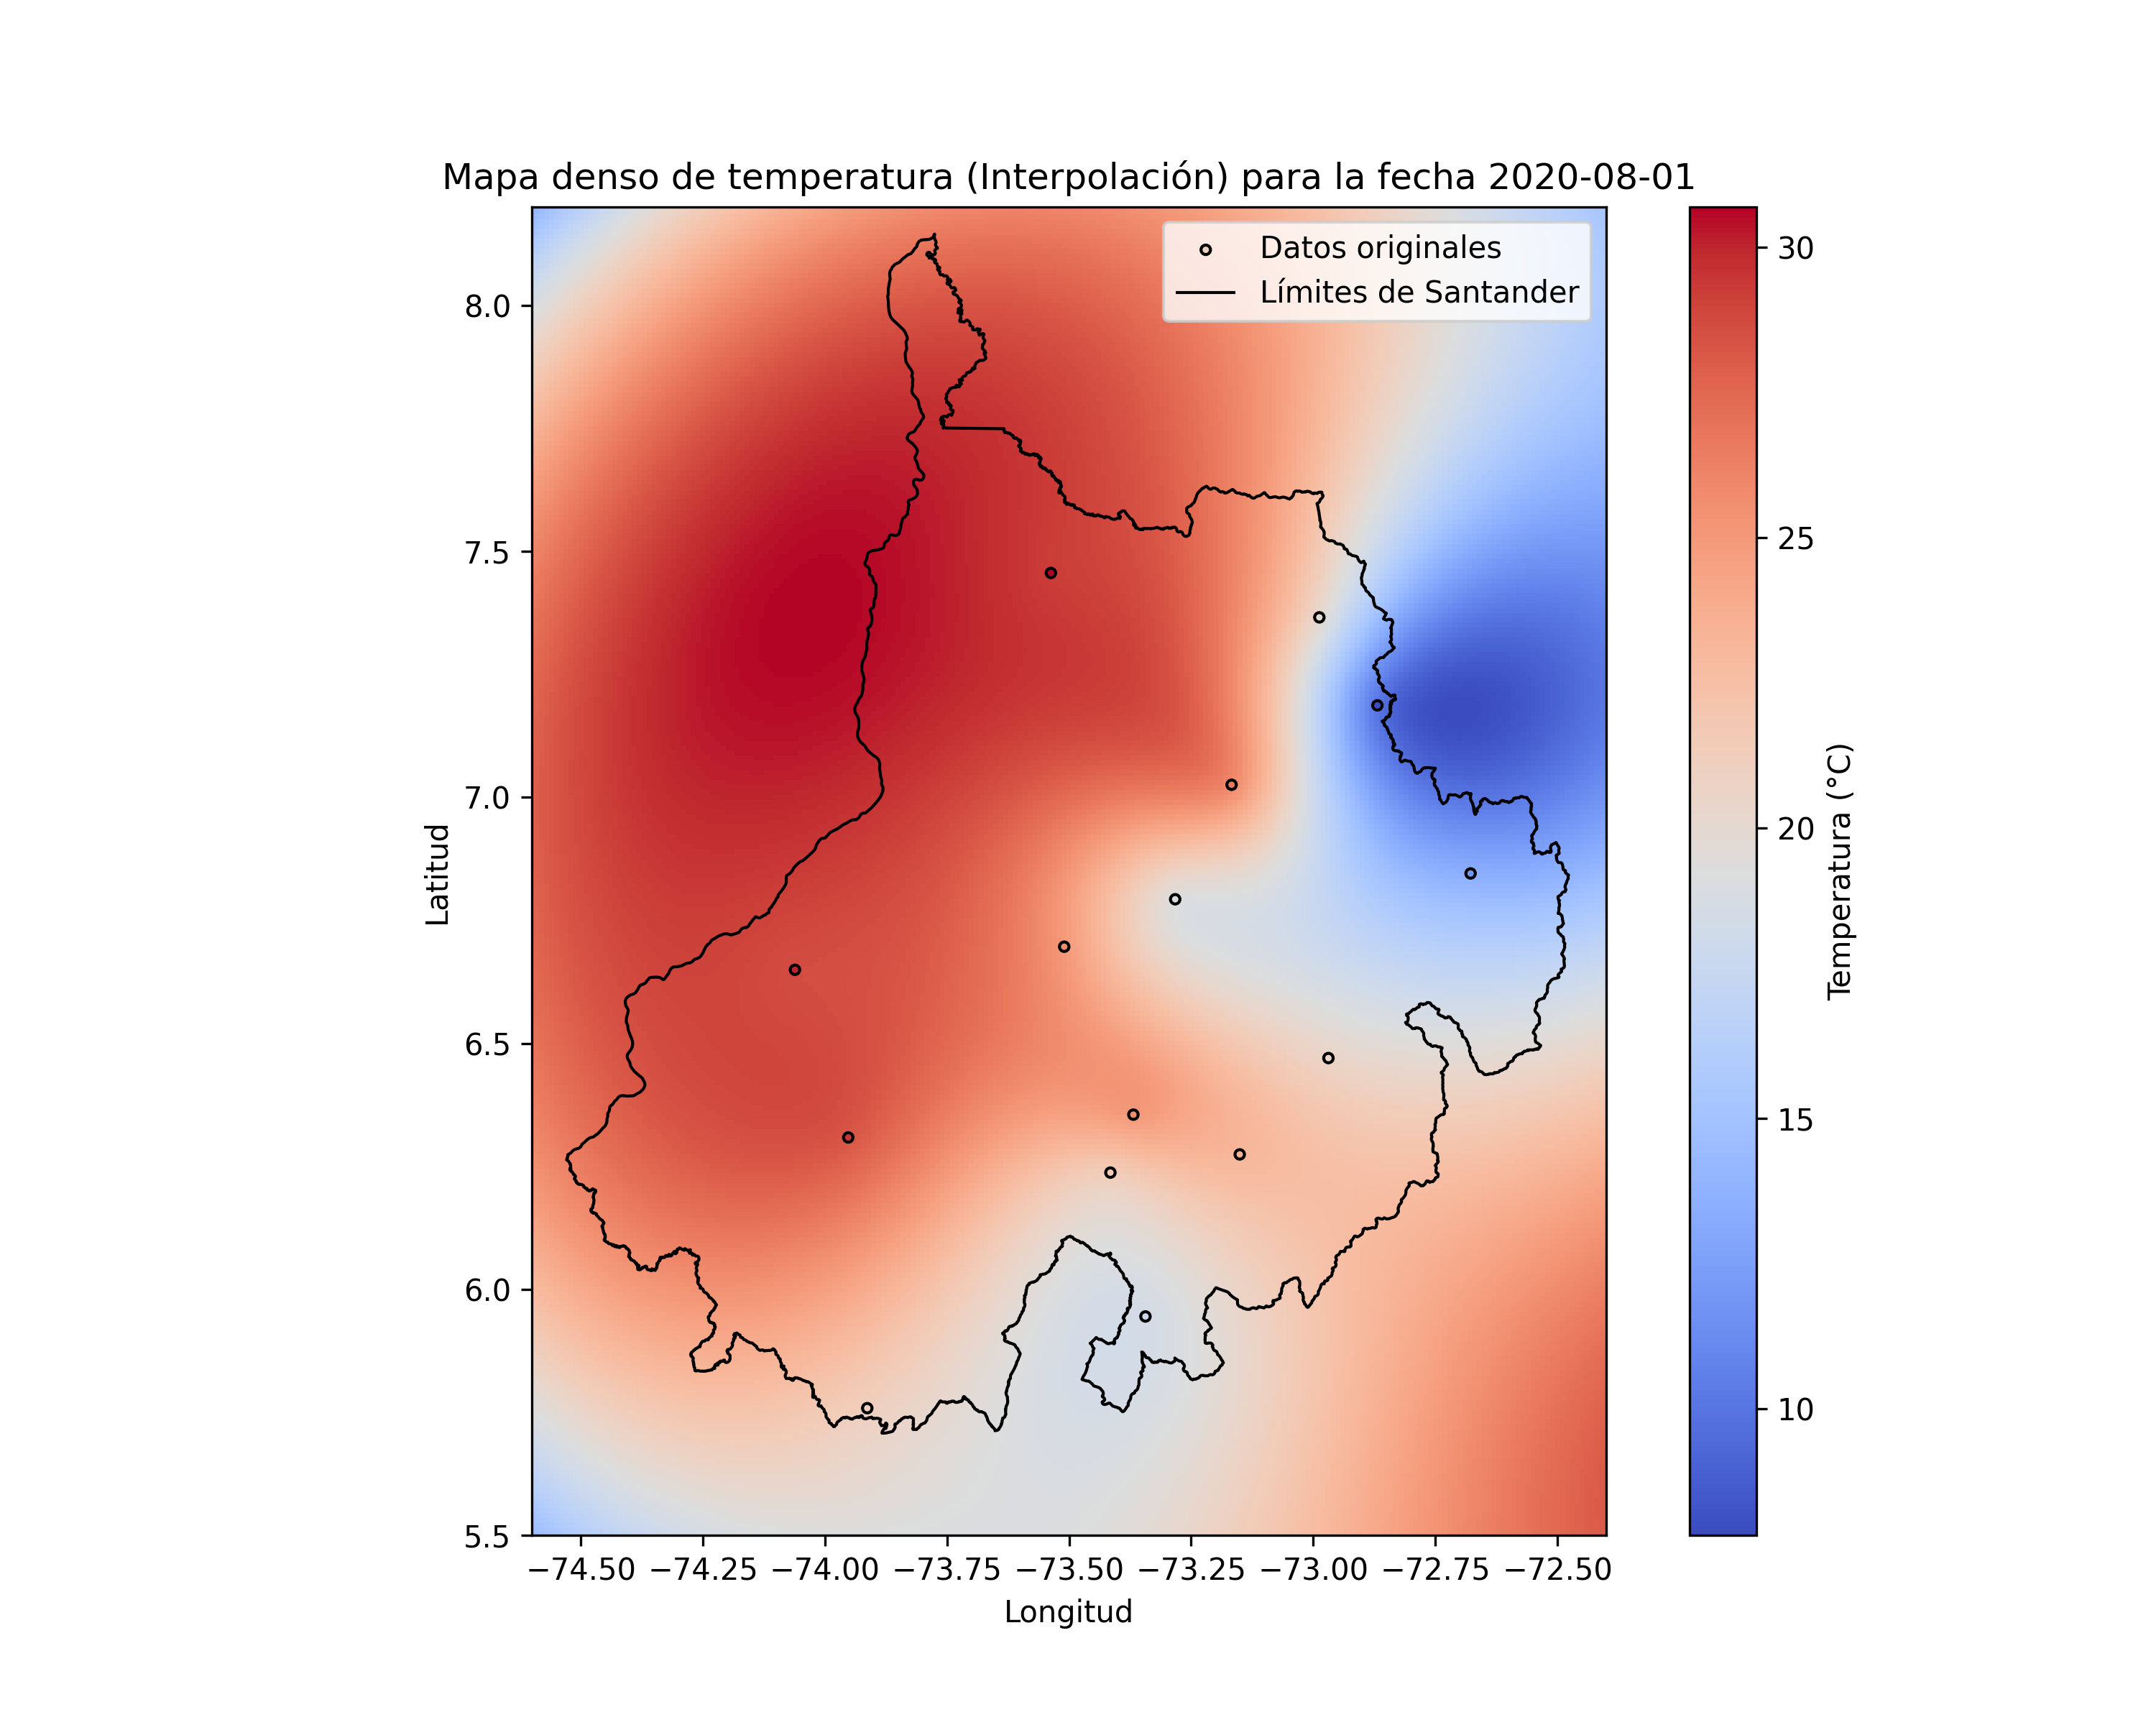 Mapa denso de temperatura (Interpolación) para la fecha 2020-08-01
Datos originales
Límites de Santander
8.0
7.5
7.0
6.5
6.0
5.5
Latitud
−74.50 −74.25 −74.00 −73.75 −73.50 −73.25 −73.00 −72.75 −72.50
Longitud
30
25
20
15
10
Temperatura (°C)